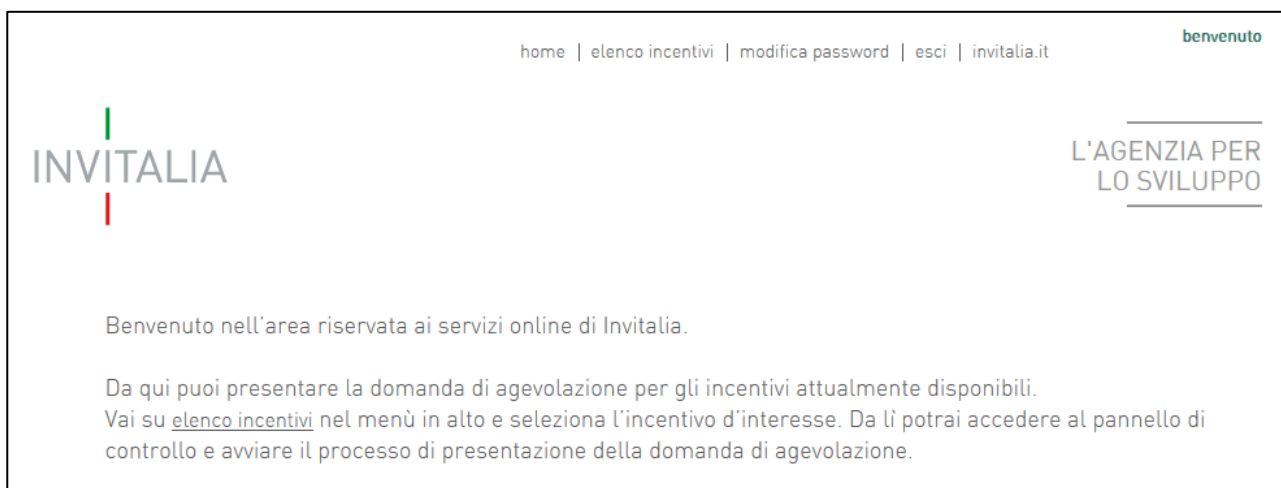 benvenuto
home | elenco incentivi | modifica password | esci | invitalia.it
INVITALIA
L'AGENZIA PER
LO SVILUPPO
Benvenuto nell'area riservata ai servizi online di Invitalia.
Da qui puoi presentare la domanda di agevolazione per gli incentivi attualmente disponibili.
Vai su elenco incentivi nel menù in alto e seleziona l'incentivo d'interesse. Da lì potrai accedere al pannello di
controllo e avviare il processo di presentazione della domanda di agevolazione.